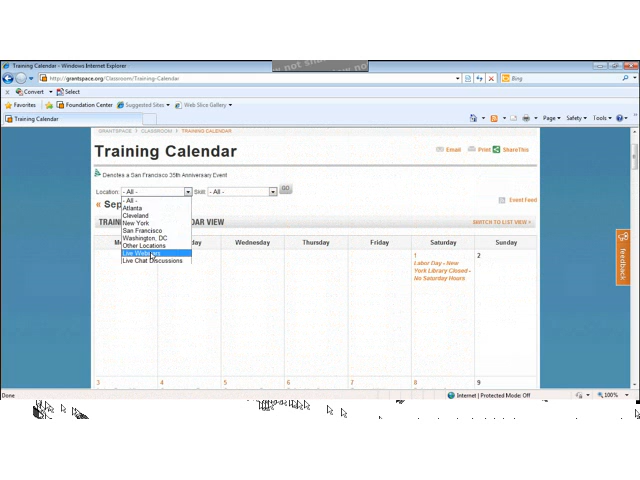 Training Calendar - Windows Internet Explorer
http://grantspace.org/Classroom/Training-Calendar
Bing
Convert Select
Favorites Foundation Center Suggested Sites Web Slice Gallery
Training Calendar
Page Safety Tools
GRANTSPACE > CLASSROOM > TRAINING CALENDAR
Training Calendar
Email Print ShareThis
Denotes a San Francisco 35th Anniversary Event
Location: - All - Skill: - All - GO
- All -
Atlanta
Cleveland
New York
San Francisco
Washington, DC
Other Locations
Live Webinars
Live Chat Discussions
« Sep
Event Feed
TRAIN DAR VIEW
SWITCH TO LIST VIEW »
M day Wednesday Thursday Friday Saturday Sunday
1 2
Labor Day - New
York Library Closed -
No Saturday Hours
3 4 5 6 7 8 9
feedback
Done
Internet | Protected Mode: Off
100%